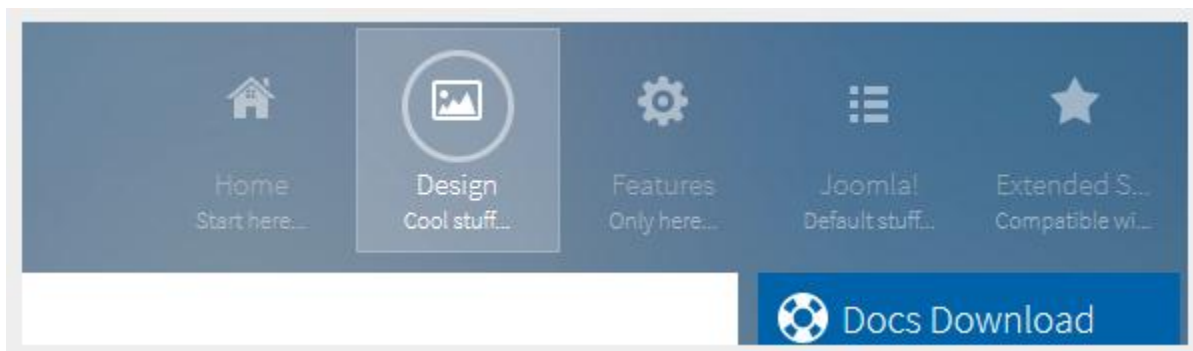 Home
Start here...
Design
Cool stuff...
Features
Only here...
Joomla!
Default stuff...
Extended S...
Compatible wi...
Docs Download